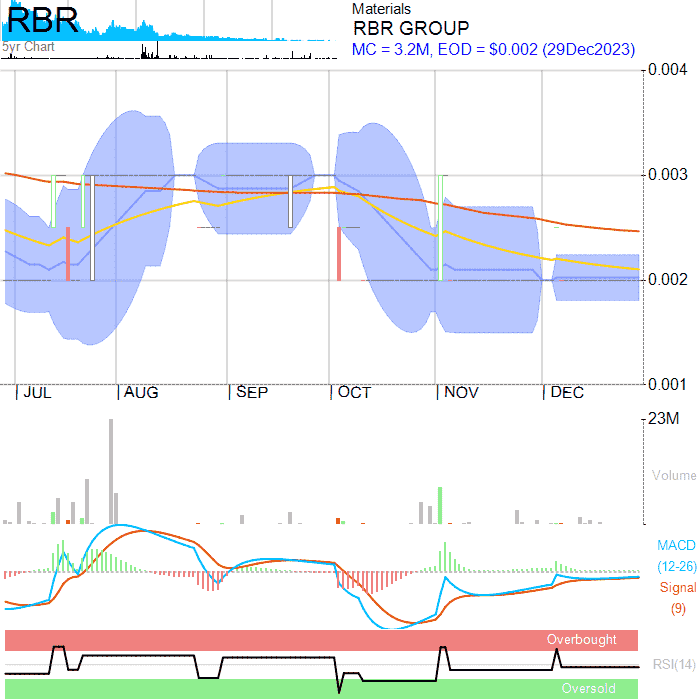 RBR
5yr Chart
Materials
RBR GROUP
MC = 3.2M, EOD = $0.002 (29Dec2023)
0.004
0.003
0.002
0.001
JUL
AUG
SEP
OCT
NOV
DEC
23M
Volume
MACD
(12-26)
Signal
(9)
Overbought
RSI(14)
Oversold